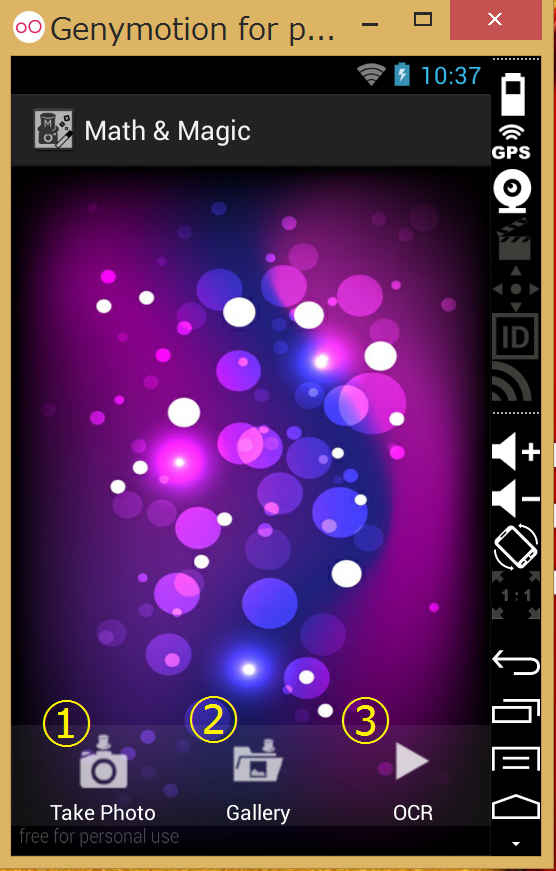 Genymotion for p...
10:37
Math & Magic
GPS
ID
1:1
① ② ③
Take Photo Gallery OCR
free for personal use